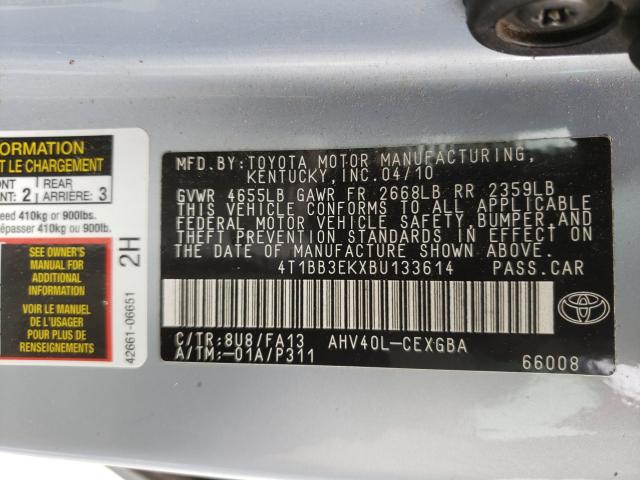 FORMATION
T LE CHARGEMENT
NT 2 REAR ARRIÈRE: 3
eed 410kg or 900lbs.
épasser 410kg ou 900lb.
SEE OWNER'S
MANUAL FOR
ADDITIONAL
INFORMATION
VOIR LE MANUEL
DE L'USAGER
POUR PLUS DE
RENSEIGNEMENTS
2H
42661-06651
MFD.BY:TOYOTA MOTOR MANUFACTURING,
KENTUCKY, INC.04/10
GVWR 4655LB GAWR FR 2668LB RR 2359LB
THIS VEHICLE CONFORMS TO ALL APPLICABLE
FEDERAL MOTOR VEHICLE SAFETY, BUMPER AND
THEFT PREVENTION STANDARDS IN EFFECT ON
THE DATE OF MANUFACTURE SHOWN ABOVE.
4T1BB3EKXBU133614 PASS.CAR
C/TR:8U8/FA13 AHV40L-CEXGBA
A/TM:-01A/P311 66008
TOYOTA